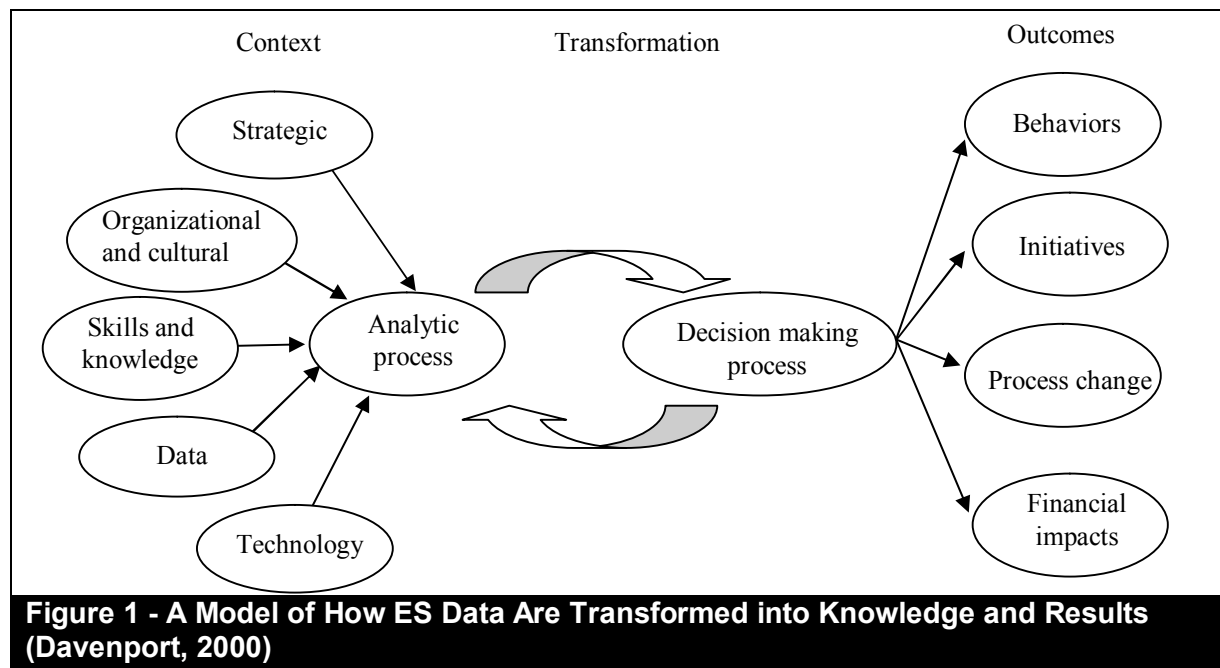 Context
Transformation
Outcomes
Strategic
Organizational
and cultural
Skills and
knowledge
Data
Technology
Analytic
process
Decision making
process
Behaviors
Initiatives
Process change
Financial
impacts
Figure 1 - A Model of How ES Data Are Transformed into Knowledge and Results
(Davenport, 2000)